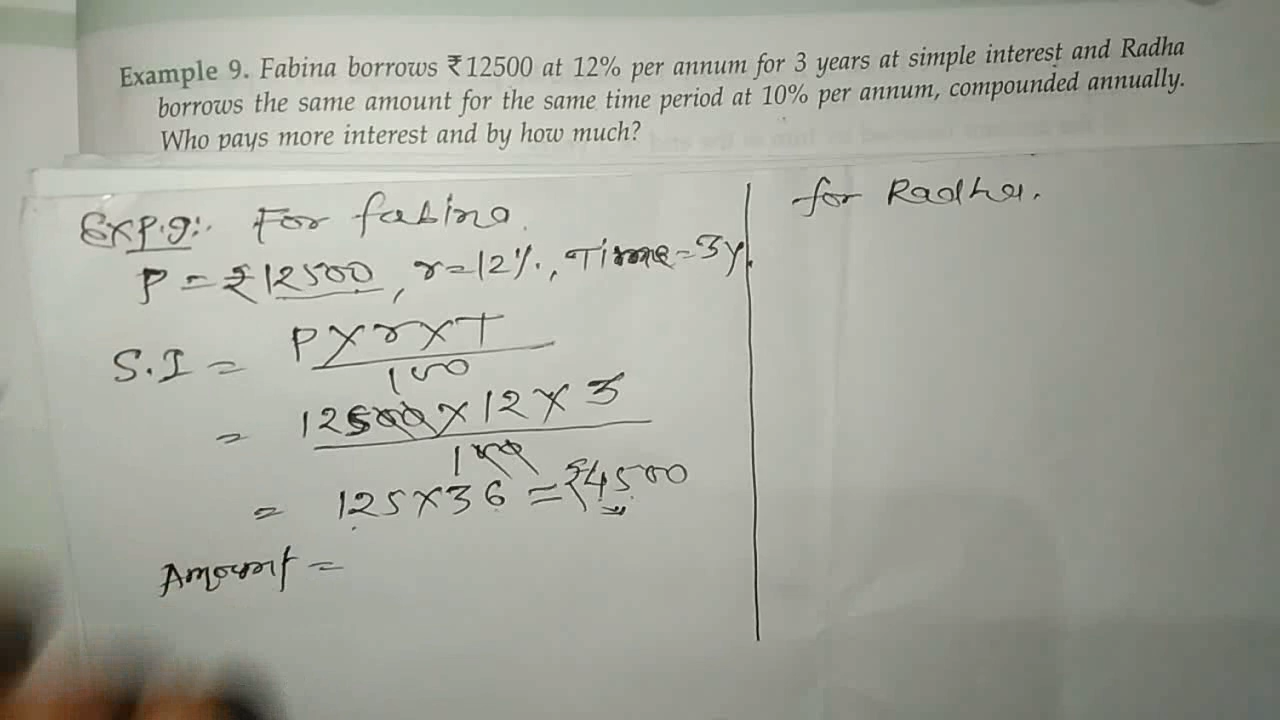 Example 9. Fabina borrows ₹12500 at 12% per annum for 3 years at simple interest and Radha
borrows the same amount for the same time period at 10% per annum, compounded annually.
Who pays more interest and by how much?
Exp.9:. For fabina.
P = ₹12500, r=12%., Time=3y.
S.I = P×r×T
100
= 12500×12×3
100
= 125×36 = ₹4500
Amount =
for Radha.